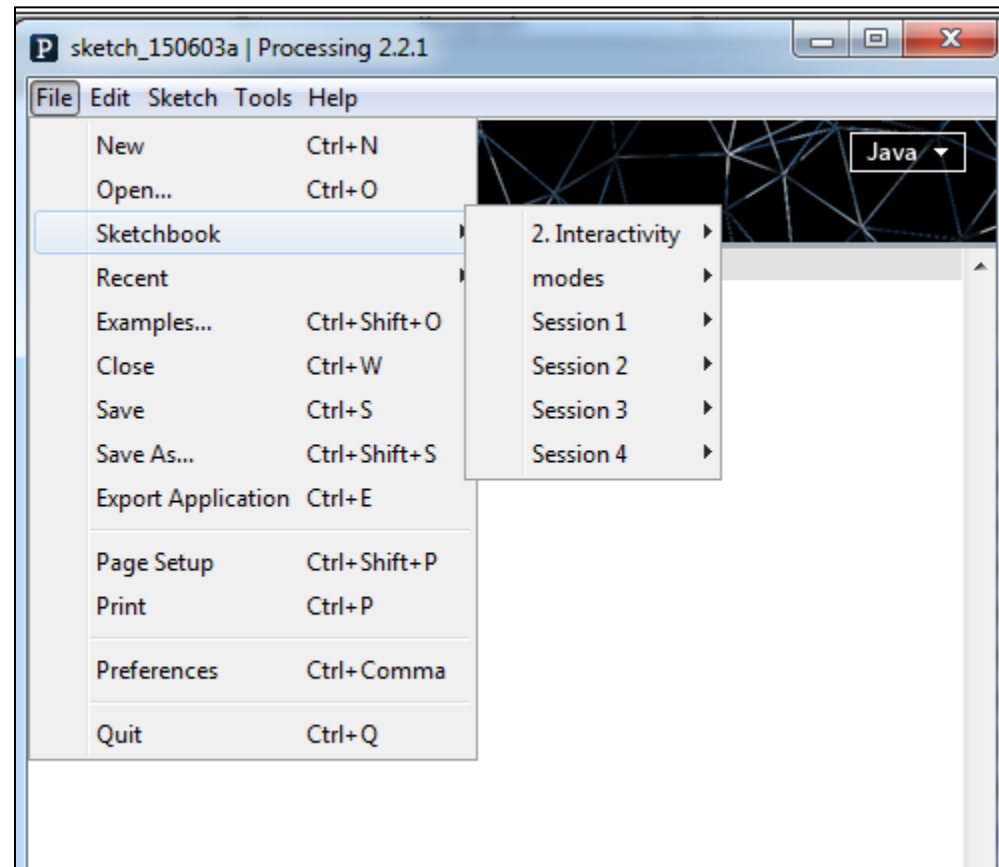 P sketch_150603a | Processing 2.2.1
File Edit Sketch Tools Help
New Ctrl+N
Java
Open... Ctrl+O
Sketchbook
2. Interactivity
Recent
modes
Examples... Ctrl+Shift+O
Session 1
Close Ctrl+W
Session 2
Save Ctrl+S
Session 3
Save As... Ctrl+Shift+S
Session 4
Export Application Ctrl+E
Page Setup Ctrl+Shift+P
Print Ctrl+P
Preferences Ctrl+Comma
Quit Ctrl+Q